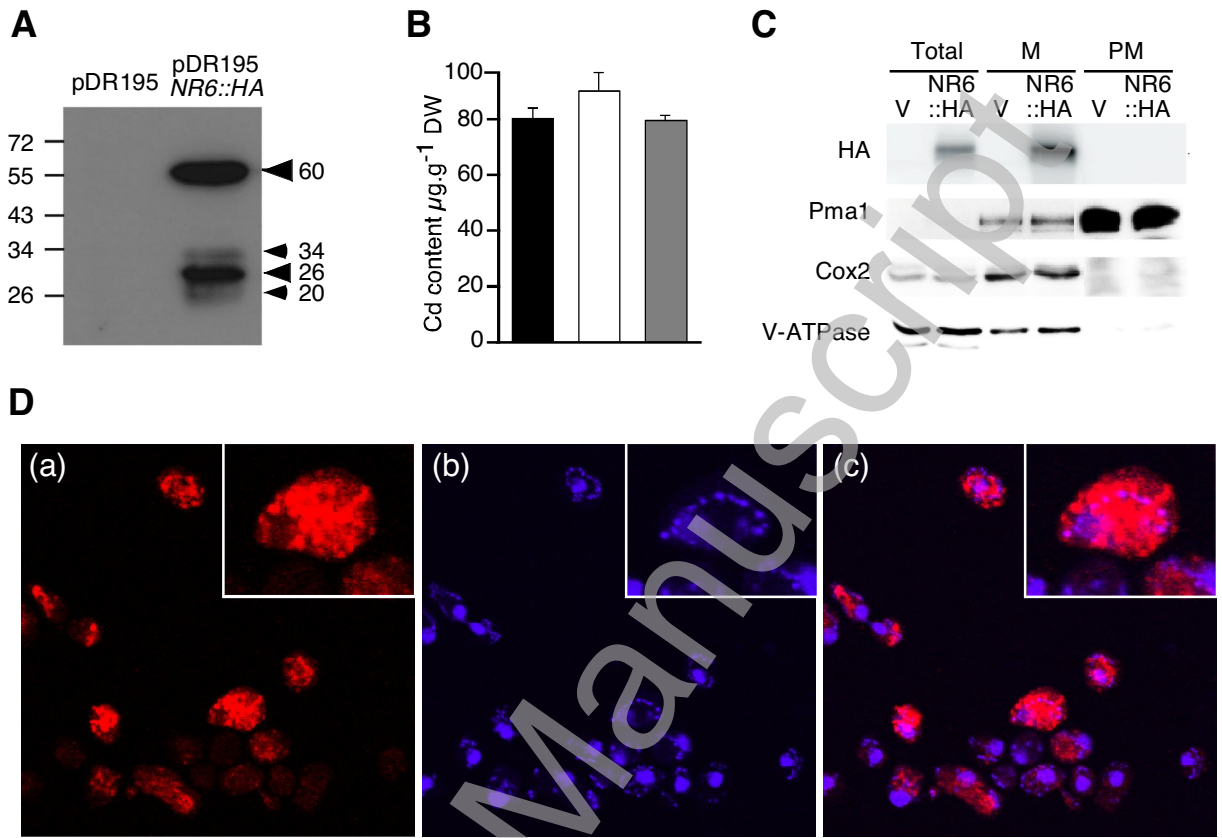 A
pDR195
pDR195
NR6::HA
72
55
43
34
26
60
34
26
20
B
Cd content µg.g⁻¹ DW
100
80
60
40
20
0
C
Total M PM
V NR6 ::HA V NR6 ::HA V NR6 ::HA
HA
Pma1
Cox2
V-ATPase
D
(a)
(b)
(c)
Manuscript